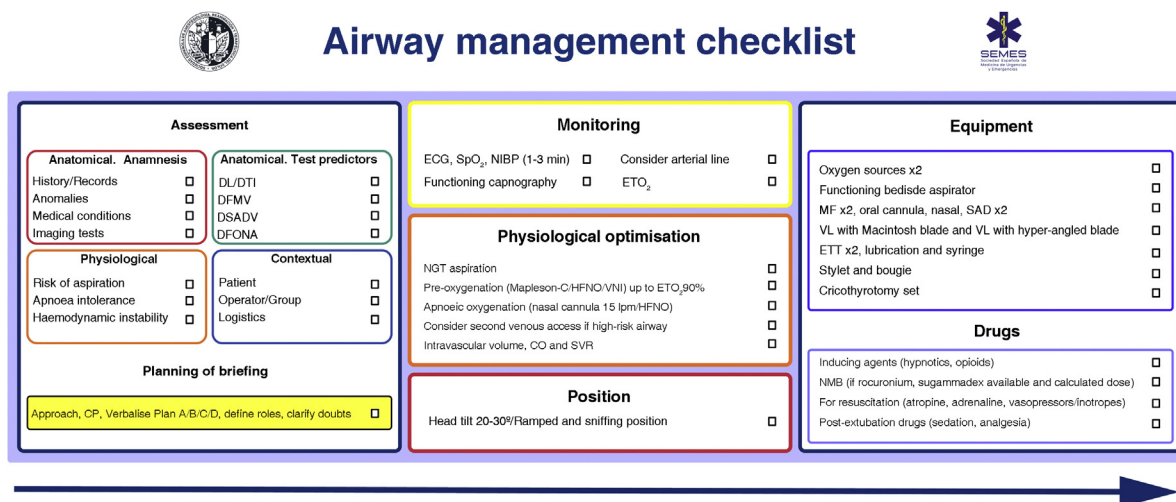 Airway management checklist
SEMES
Sociedad Española de
Medicina de Urgencias
y Emergencias
Assessment
Anatomical. Anamnesis
History/Records
Anomalies
Medical conditions
Imaging tests
Anatomical. Test predictors
DL/DTI
DFMV
DSADV
DFONA
Physiological
Risk of aspiration
Apnoea intolerance
Haemodynamic instability
Contextual
Patient
Operator/Group
Logistics
Planning of briefing
Approach, CP, Verbalise Plan A/B/C/D, define roles, clarify doubts
Monitoring
ECG, SpO2, NIBP (1-3 min)
Consider arterial line
Functioning capnography
ETO2
Physiological optimisation
NGT aspiration
Pre-oxygenation (Mapleson-C/HFNO/VNI) up to ETO290%
Apnoeic oxygenation (nasal cannula 15 lpm/HFNO)
Consider second venous access if high-risk airway
Intravascular volume, CO and SVR
Position
Head tilt 20-30º/Ramped and sniffing position
Equipment
Oxygen sources x2
Functioning bedisde aspirator
MF x2, oral cannula, nasal, SAD x2
VL with Macintosh blade and VL with hyper-angled blade
ETT x2, lubrication and syringe
Stylet and bougie
Cricothyrotomy set
Drugs
Inducing agents (hypnotics, opioids)
NMB (if rocuronium, sugammadex available and calculated dose)
For resuscitation (atropine, adrenaline, vasopressors/inotropes)
Post-extubation drugs (sedation, analgesia)